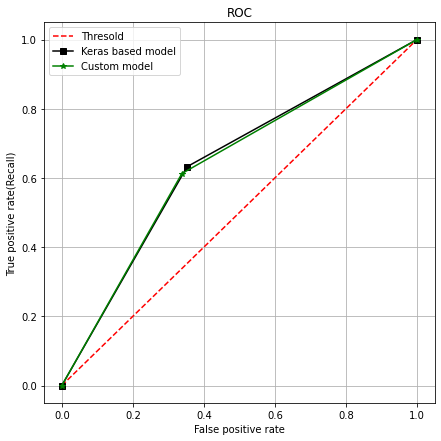 ROC
Thresold
Keras based model
Custom model
True positive rate(Recall)
1.0
0.8
0.6
0.4
0.2
0.0
0.0 0.2 0.4 0.6 0.8 1.0
False positive rate